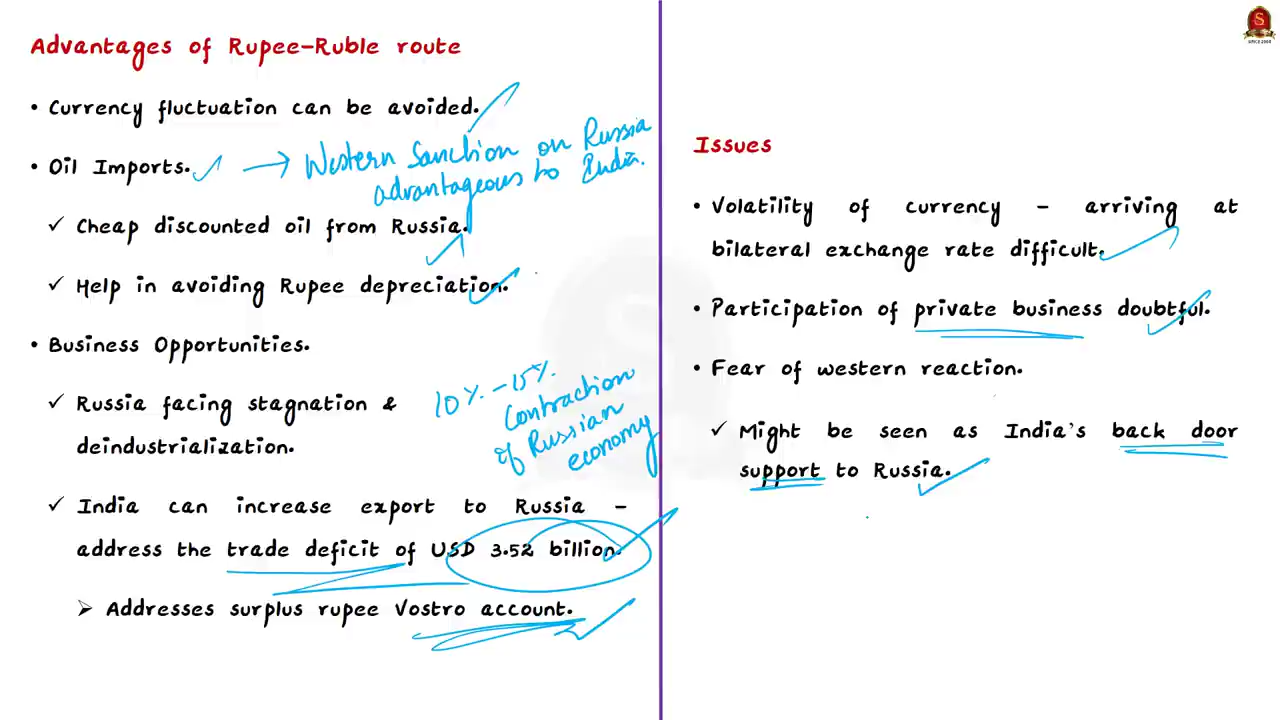 Advantages of Rupee-Ruble route
• Currency fluctuation can be avoided.
• Oil Imports.
→ Western Sanction on Russia
advantageous to India.
✓ Cheap discounted oil from Russia.
✓ Help in avoiding Rupee depreciation.
• Business Opportunities.
✓ Russia facing stagnation &
deindustrialization.
10% - 15%
Contraction
of Russian
economy
✓ India can increase export to Russia –
address the trade deficit of USD 3.52 billion.
➢ Addresses surplus rupee Vostro account.
Issues
• Volatility of currency – arriving at
bilateral exchange rate difficult.
• Participation of private business doubtful.
• Fear of western reaction.
✓ Might be seen as India's back door
support to Russia.
S
SINCE 2004